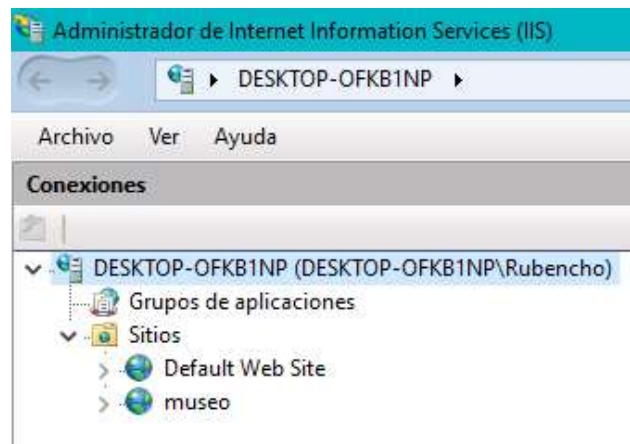 Administrador de Internet Information Services (IIS)
DESKTOP-OFKB1NP
Archivo Ver Ayuda
Conexiones
DESKTOP-OFKB1NP (DESKTOP-OFKB1NP\Rubencho)
Grupos de aplicaciones
Sitios
Default Web Site
museo